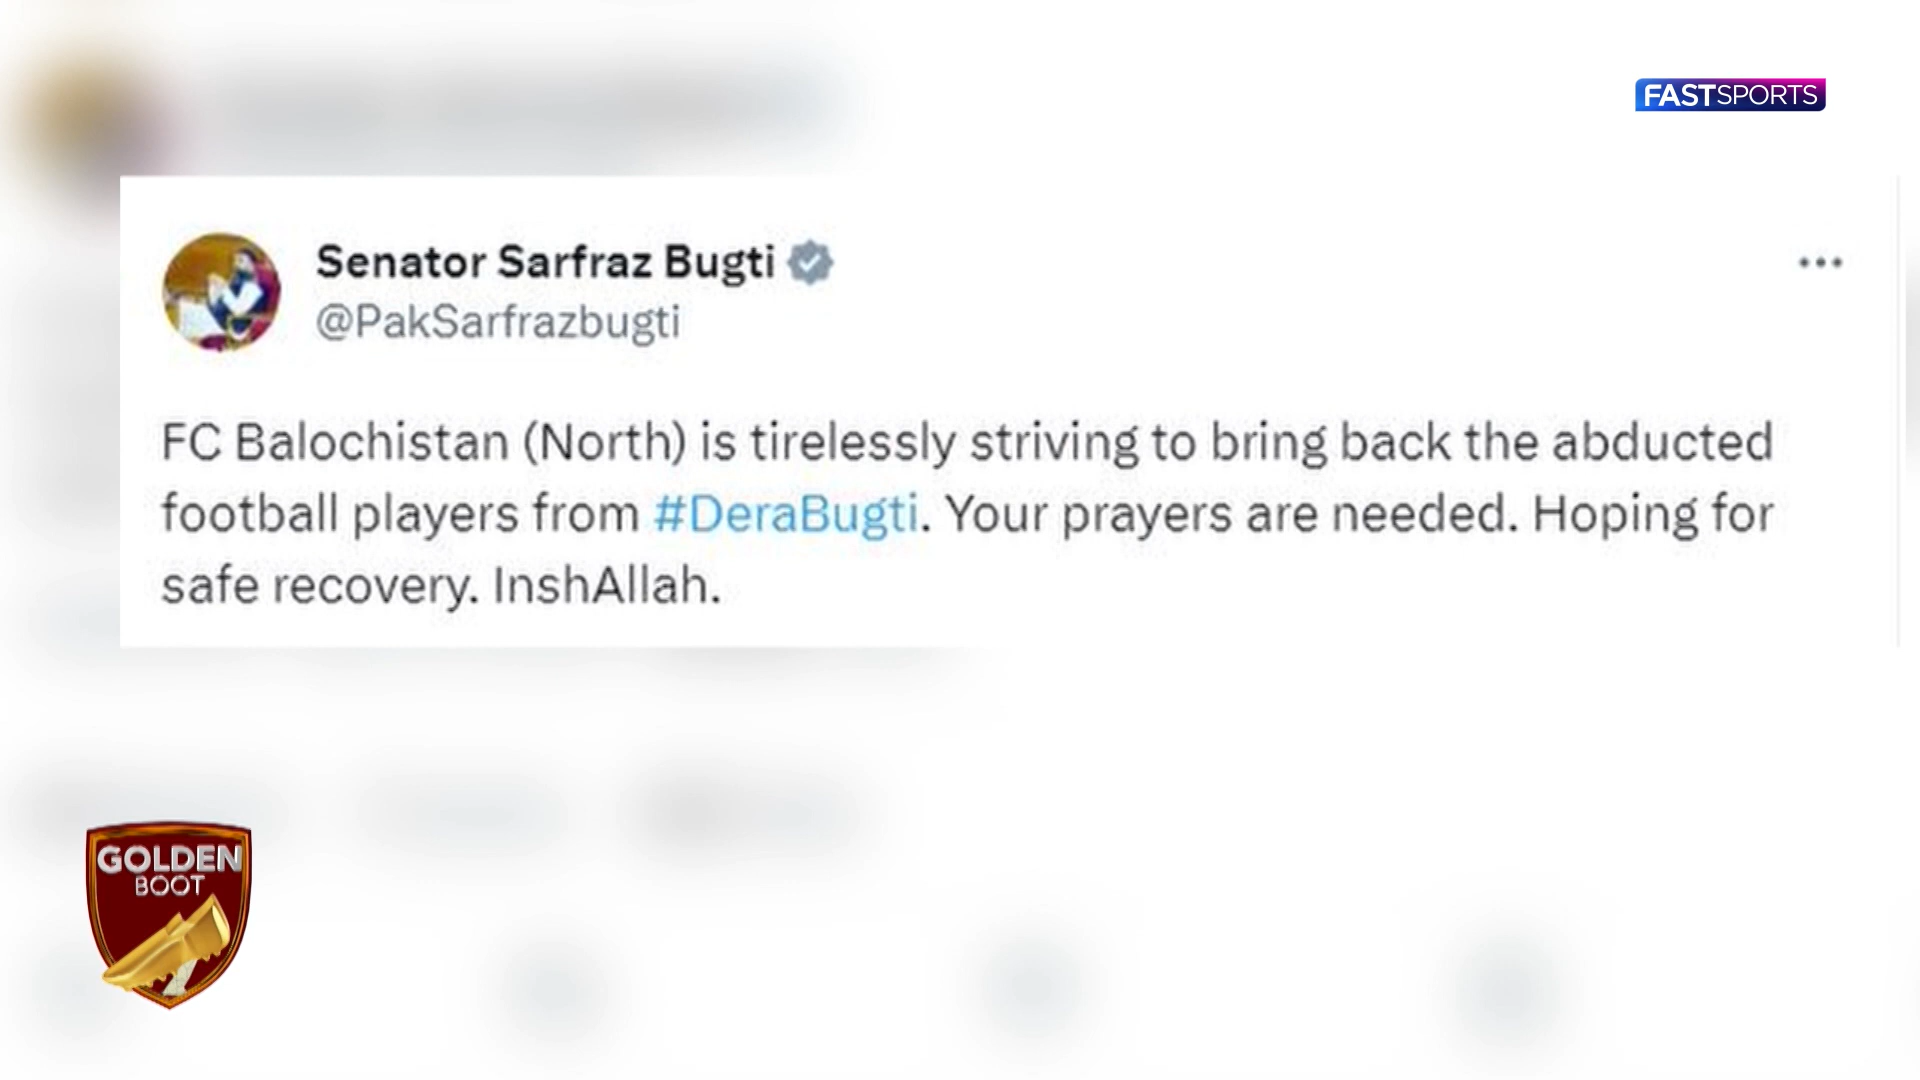 FASTSPORTS
Senator Sarfraz Bugti
@PakSarfrazbugti
FC Balochistan (North) is tirelessly striving to bring back the abducted
football players from #DeraBugti. Your prayers are needed. Hoping for
safe recovery. InshAllah.
GOLDEN
BOOT